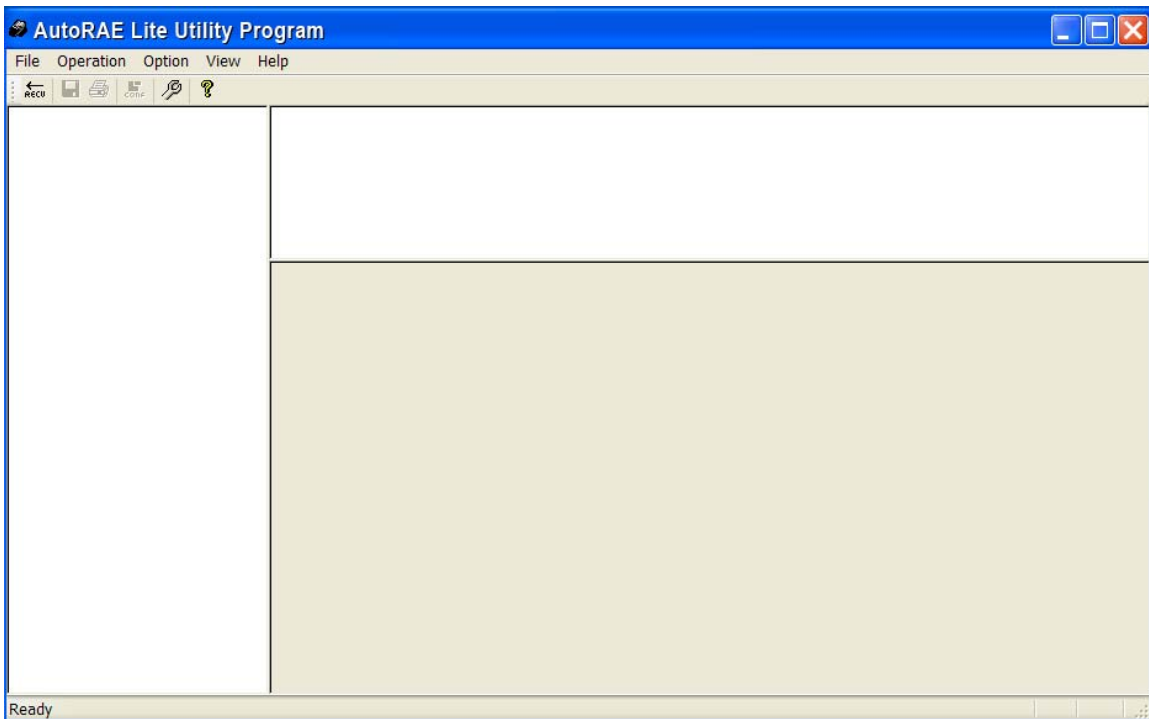 AutoRAE Lite Utility Program
File Operation Option View Help
RECV CONF ?
Ready